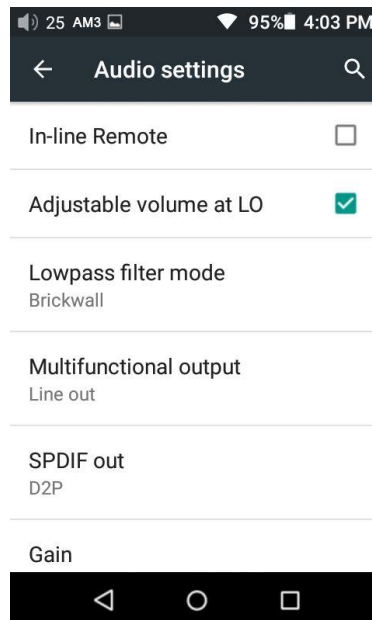 25 AM3 95% 4:03 PM
Audio settings
In-line Remote
Adjustable volume at LO
Lowpass filter mode
Brickwall
Multifunctional output
Line out
SPDIF out
D2P
Gain